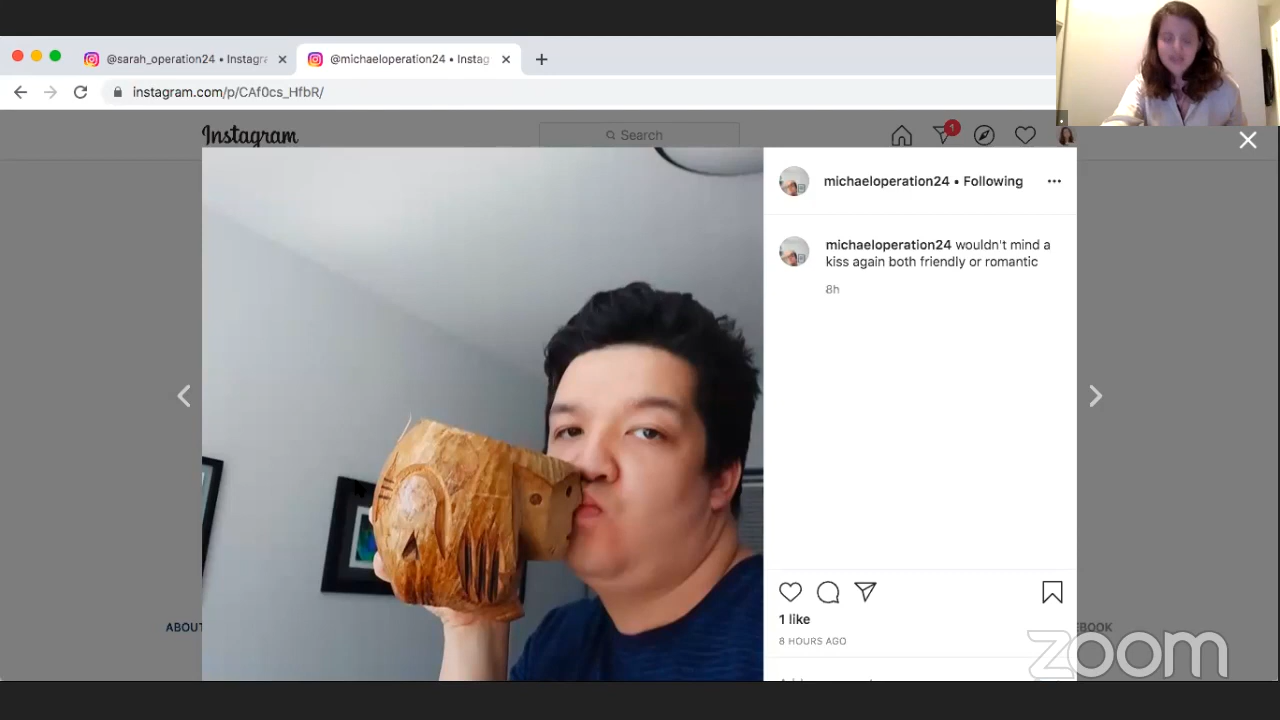 @sarah_operation24 • Instagra
@michaeloperation24 • Instag
instagram.com/p/CAf0cs_HfbR/
Instagram
Search
1
michaeloperation24 • Following
michaeloperation24 wouldn't mind a
kiss again both friendly or romantic
8h
1 like
8 HOURS AGO
ABOUT
EBOOK
zoom